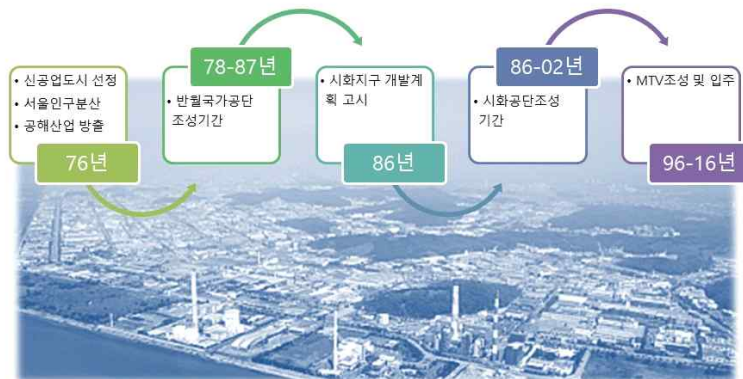 • 신공업도시 선정
• 서울인구분산
• 공해산업 방출
76년
78-87년
• 반월국가공단
조성기간
• 시화지구 개발계
획 고시
86년
86-02년
• 시화공단조성
기간
• MTV조성 및 입주
96-16년